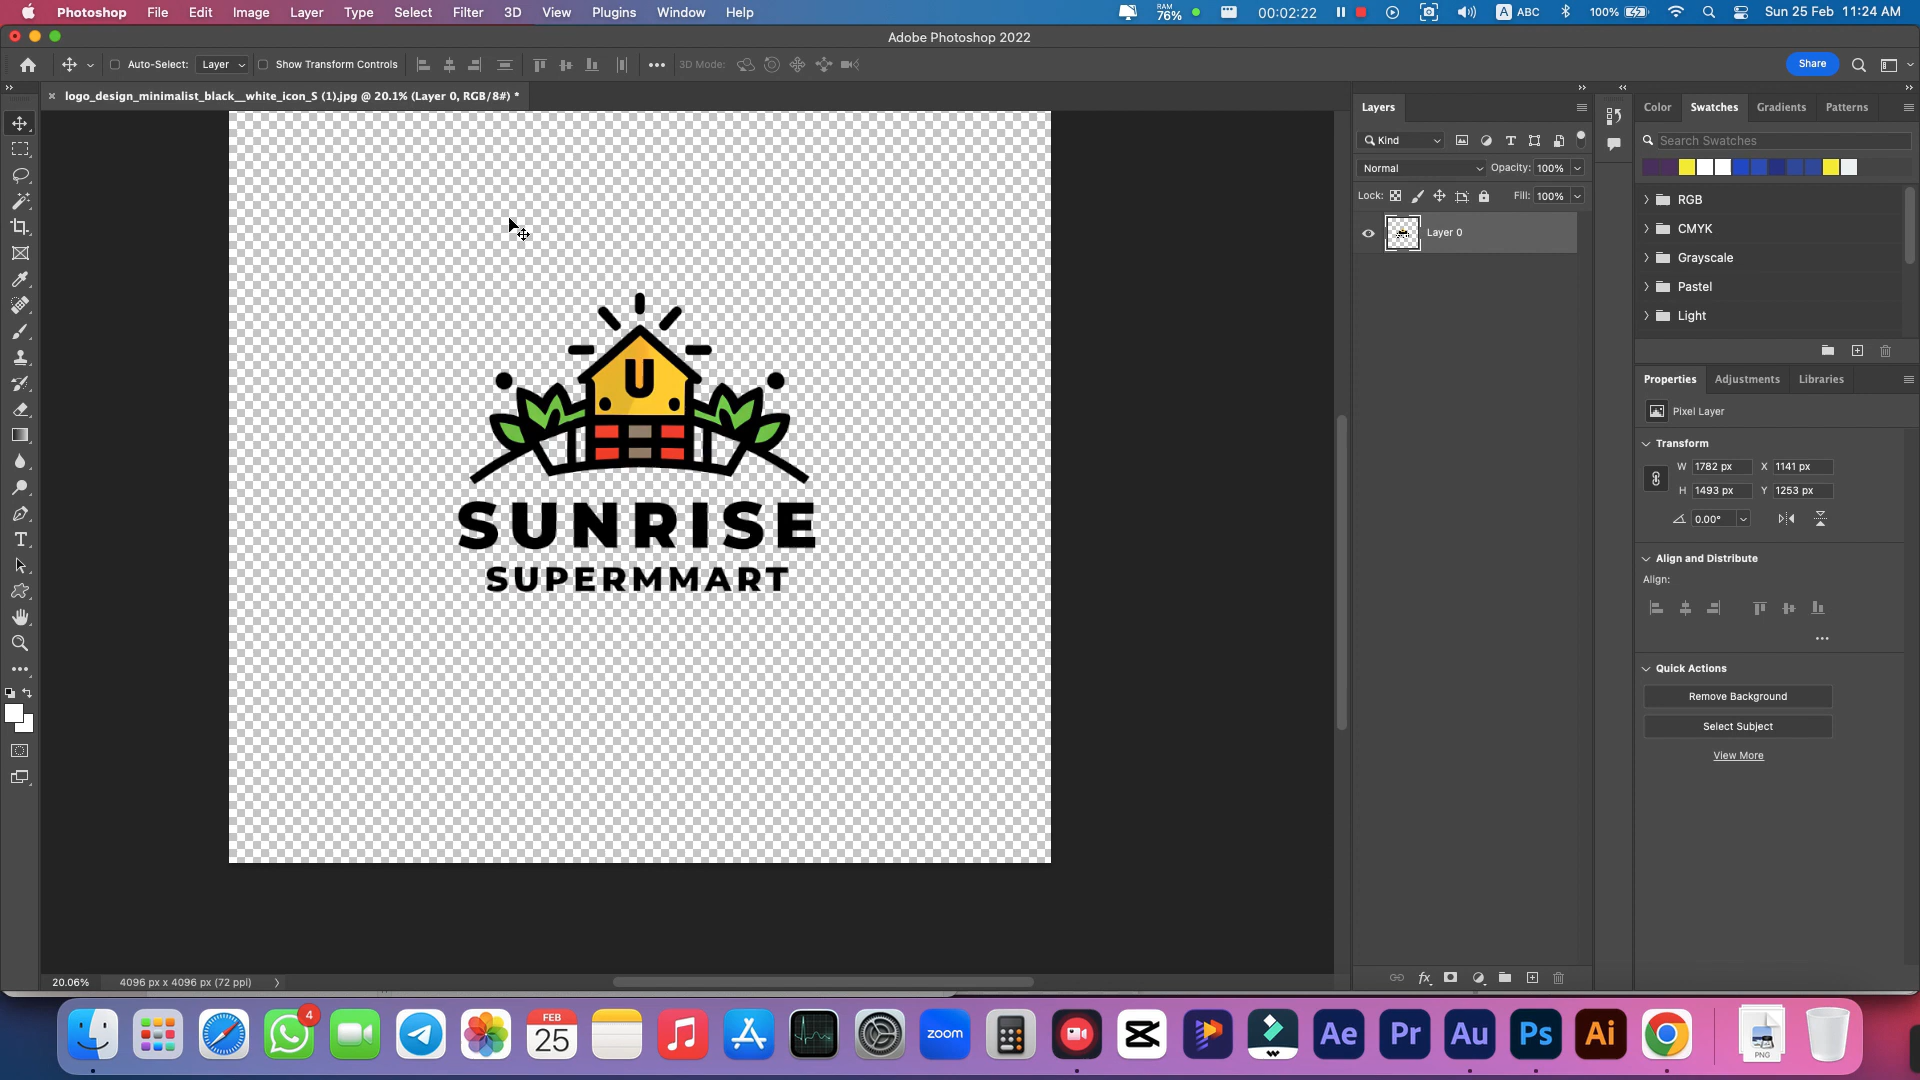 Photoshop File Edit Image Layer Type Select Filter 3D View Plugins Window Help RAM 76% 00:02:22 A ABC 100% Sun 25 Feb 11:24 AM
Adobe Photoshop 2022
Auto-Select: Layer Show Transform Controls 3D Mode: Share
logo_design_minimalist_black__white_icon_S (1).jpg @ 20.1% (Layer 0, RGB/8#) *
Layers
Kind
Normal Opacity: 100%
Lock: Fill: 100%
Layer 0
Color Swatches Gradients Patterns
Search Swatches
RGB
CMYK
Grayscale
Pastel
Light
Properties Adjustments Libraries
Pixel Layer
Transform
W 1782 px X 1141 px
H 1493 px Y 1253 px
0.00°
Align and Distribute
Align:
Quick Actions
Remove Background
Select Subject
View More
U
SUNRISE
SUPERMMART
20.06% 4096 px x 4096 px (72 ppi)
4
FEB
25
zoom
Ae
Pr
Au
Ps
Ai
PNG